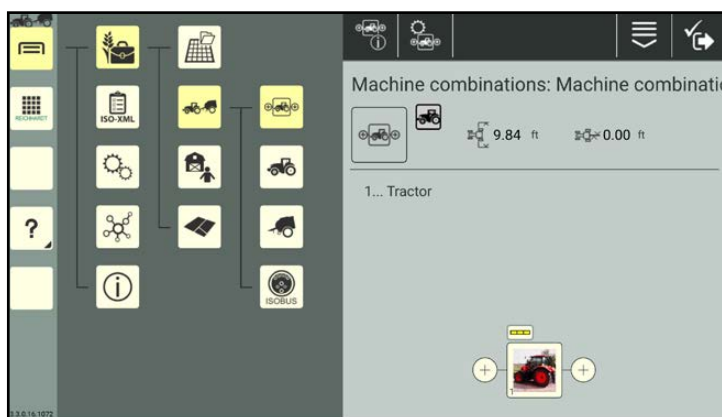 REICHHARDT
?
1.3.0.16.1072
ISO-XML
ISOBUS
Machine combinations: Machine combinatio
9.84 ft
0.00 ft
1... Tractor
1